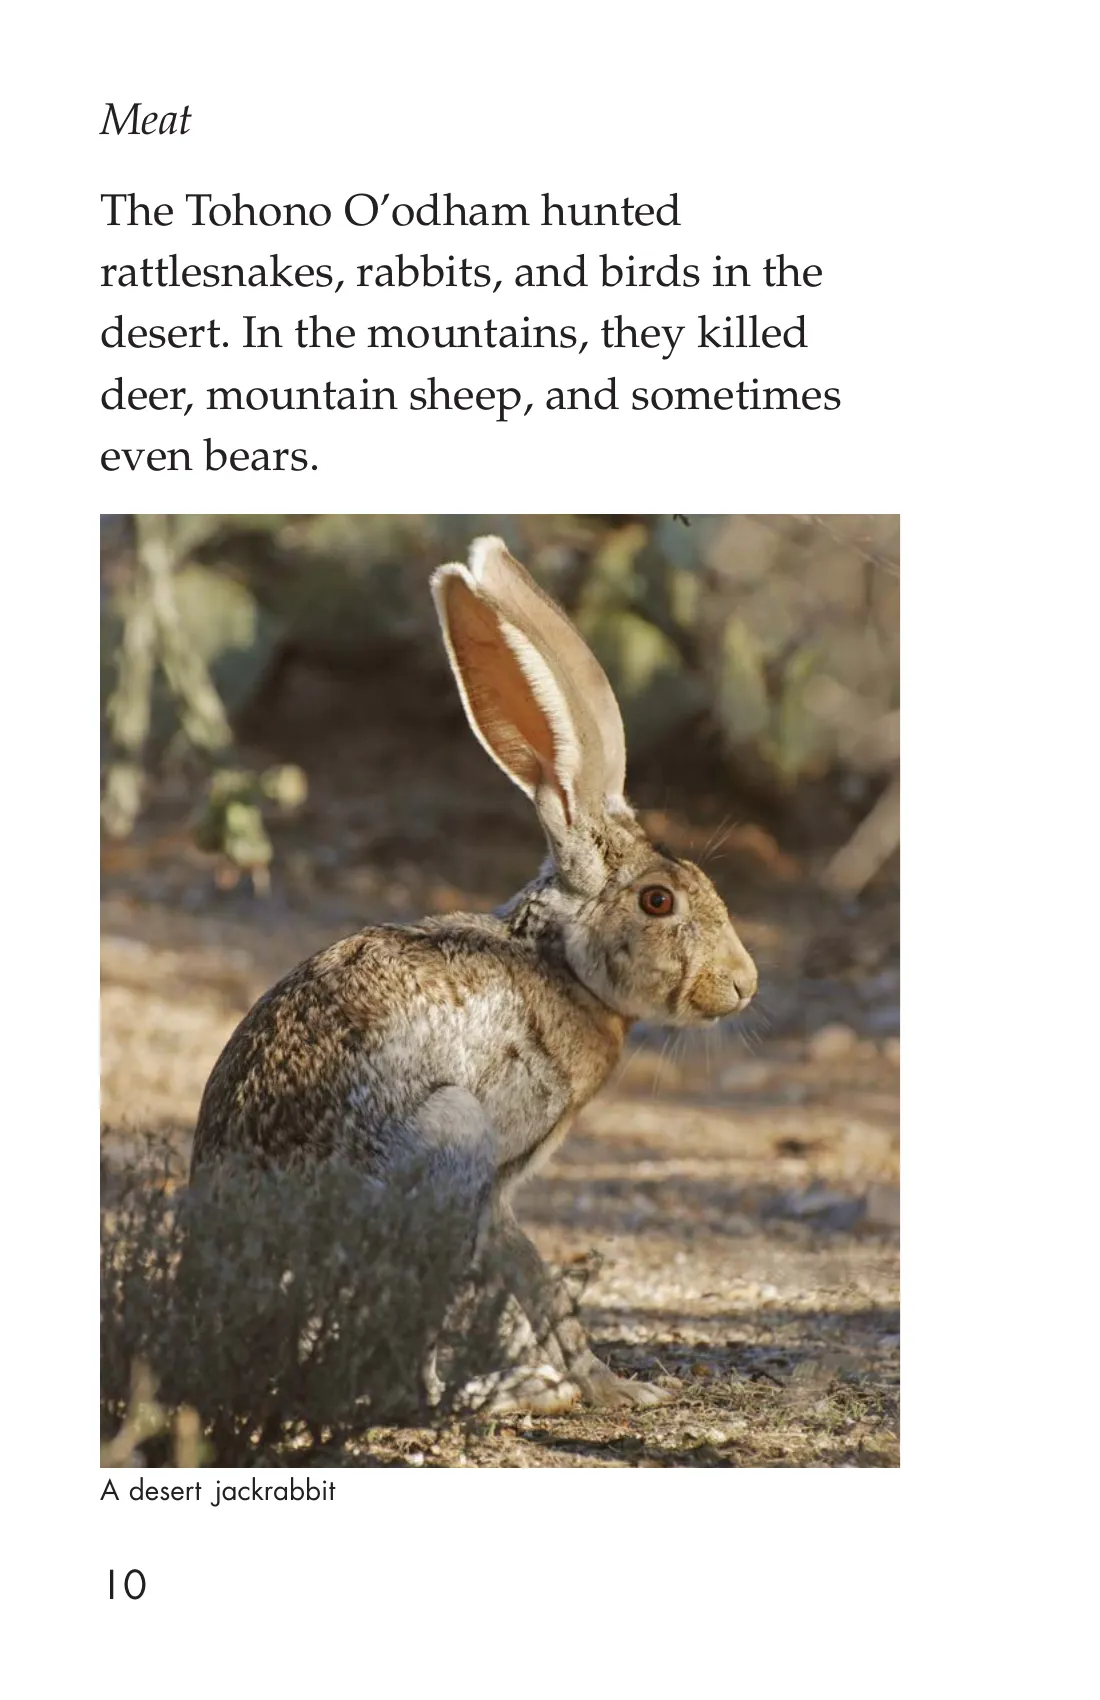 Meat
The Tohono O’odham hunted
rattlesnakes, rabbits, and birds in the
desert. In the mountains, they killed
deer, mountain sheep, and sometimes
even bears.
A desert jackrabbit
10